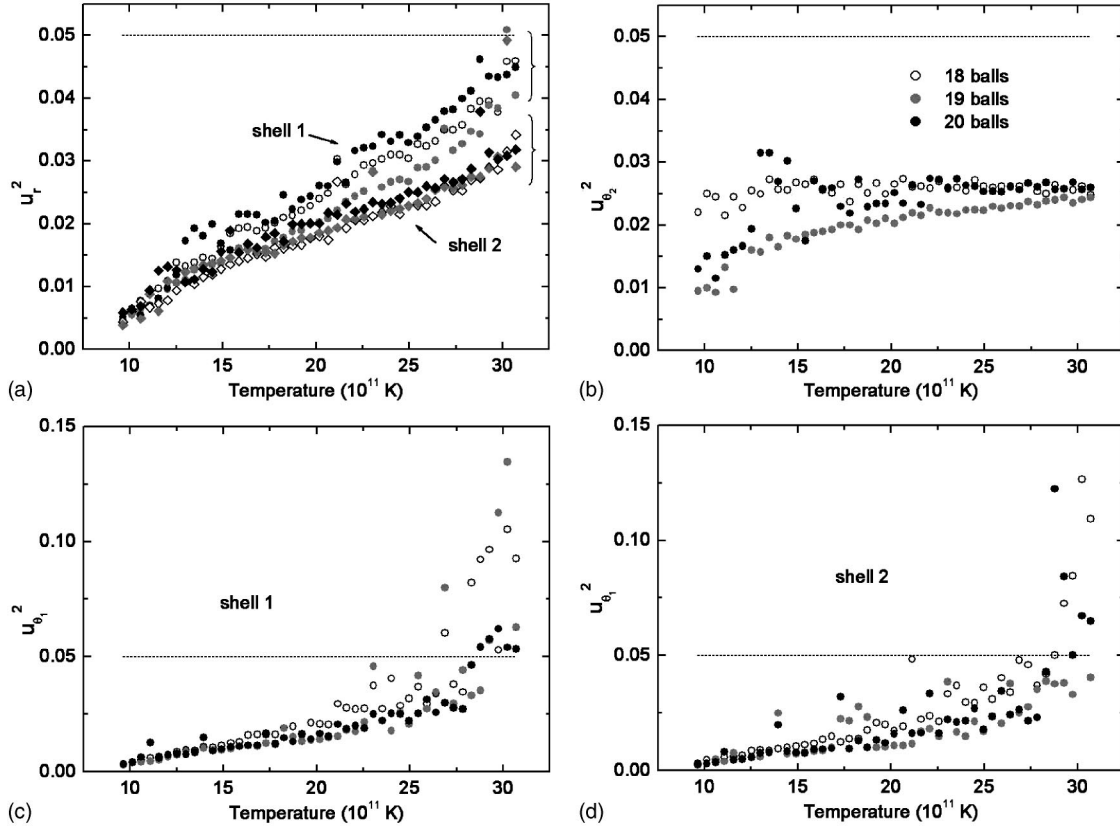 u_r^2
0.05
0.04
0.03
0.02
0.01
0.00
shell 1
shell 2
10 15 20 25 30
Temperature (10^11 K)
(a)
u_θ2^2
0.05
0.04
0.03
0.02
0.01
0.00
18 balls
19 balls
20 balls
10 15 20 25 30
Temperature (10^11 K)
(b)
u_θ1^2
0.15
0.10
0.05
0.00
shell 1
10 15 20 25 30
Temperature (10^11 K)
(c)
u_θ1^2
0.15
0.10
0.05
0.00
shell 2
10 15 20 25 30
Temperature (10^11 K)
(d)